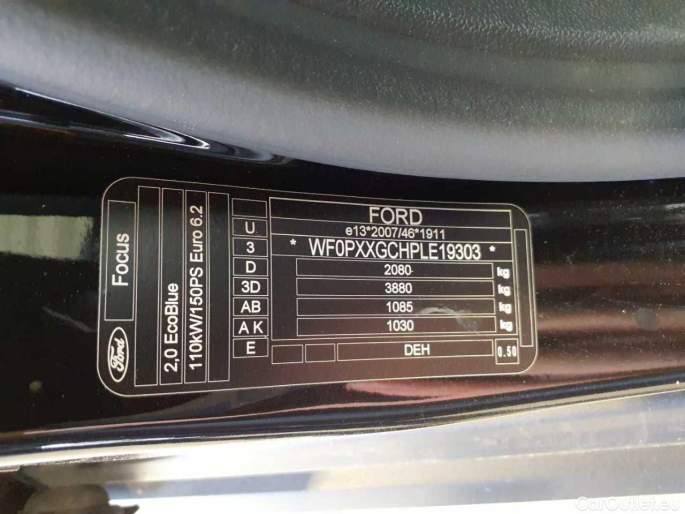 Ford
Focus
2,0 EcoBlue
110kW/150PS Euro 6.2
U
3
D
3D
AB
A K
E
FORD
e13*2007/46*1911
* WF0PXXGCHPLE19303 *
2080 kg
3880 kg
1085 kg
1030 kg
DEH 0.50
CarOutlet.eu